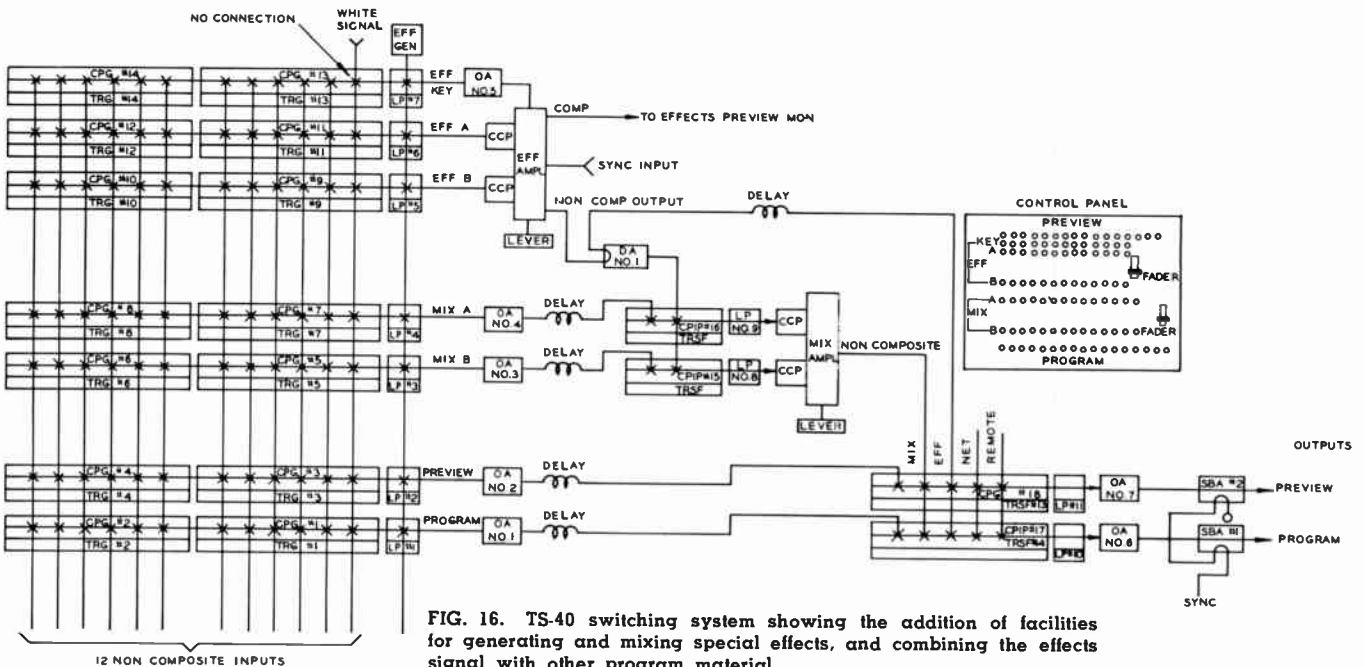 NO CONNECTION
WHITE SIGNAL
EFF GEN
CPG #14
CPG #13
EFF KEY
OA NO.5
TRG #14
TRG #13
LP #7
COMP
TO EFFECTS PREVIEW MON
CPG #12
CPG #11
EFF A
CCP
TRG #12
TRG #11
LP #6
EFF AMPL
SYNC INPUT
CPG #10
CPG #9
EFF B
CCP
TRG #10
TRG #9
LP #5
NON COMP OUTPUT
DELAY
LEVER
DA NO.1
CONTROL PANEL
PREVIEW
KEY
A
EFF
FADER
B
A
MIX
B
FADER
PROGRAM
CPG #8
CPG #7
MIX A
OA NO.4
DELAY
TRG #8
TRG #7
LP #4
CPIP#16
TRSF
LP NO.9
CCP
MIX AMPL
NON COMPOSITE
CPG #6
CPG #5
MIX B
OA NO.3
DELAY
TRG #6
TRG #5
LP #3
CPIP#15
TRSF
LP NO.8
CCP
LEVER
MIX
EFF
NET
REMOTE
OUTPUTS
CPG #4
CPG #3
PREVIEW
OA NO.2
DELAY
TRG #4
TRG #3
LP #2
CPG #18
TRSF#13
LP#11
OA NO.7
SBA #2
PREVIEW
CPG #2
CPG #1
PROGRAM
OA NO.1
DELAY
TRG #2
TRG #1
LP #1
CPIP#17
TRSF#14
LP#10
OA NO.6
SBA #1
PROGRAM
SYNC
12 NON COMPOSITE INPUTS
FIG. 16. TS-40 switching system showing the addition of facilities
for generating and mixing special effects, and combining the effects
signal with other program material.